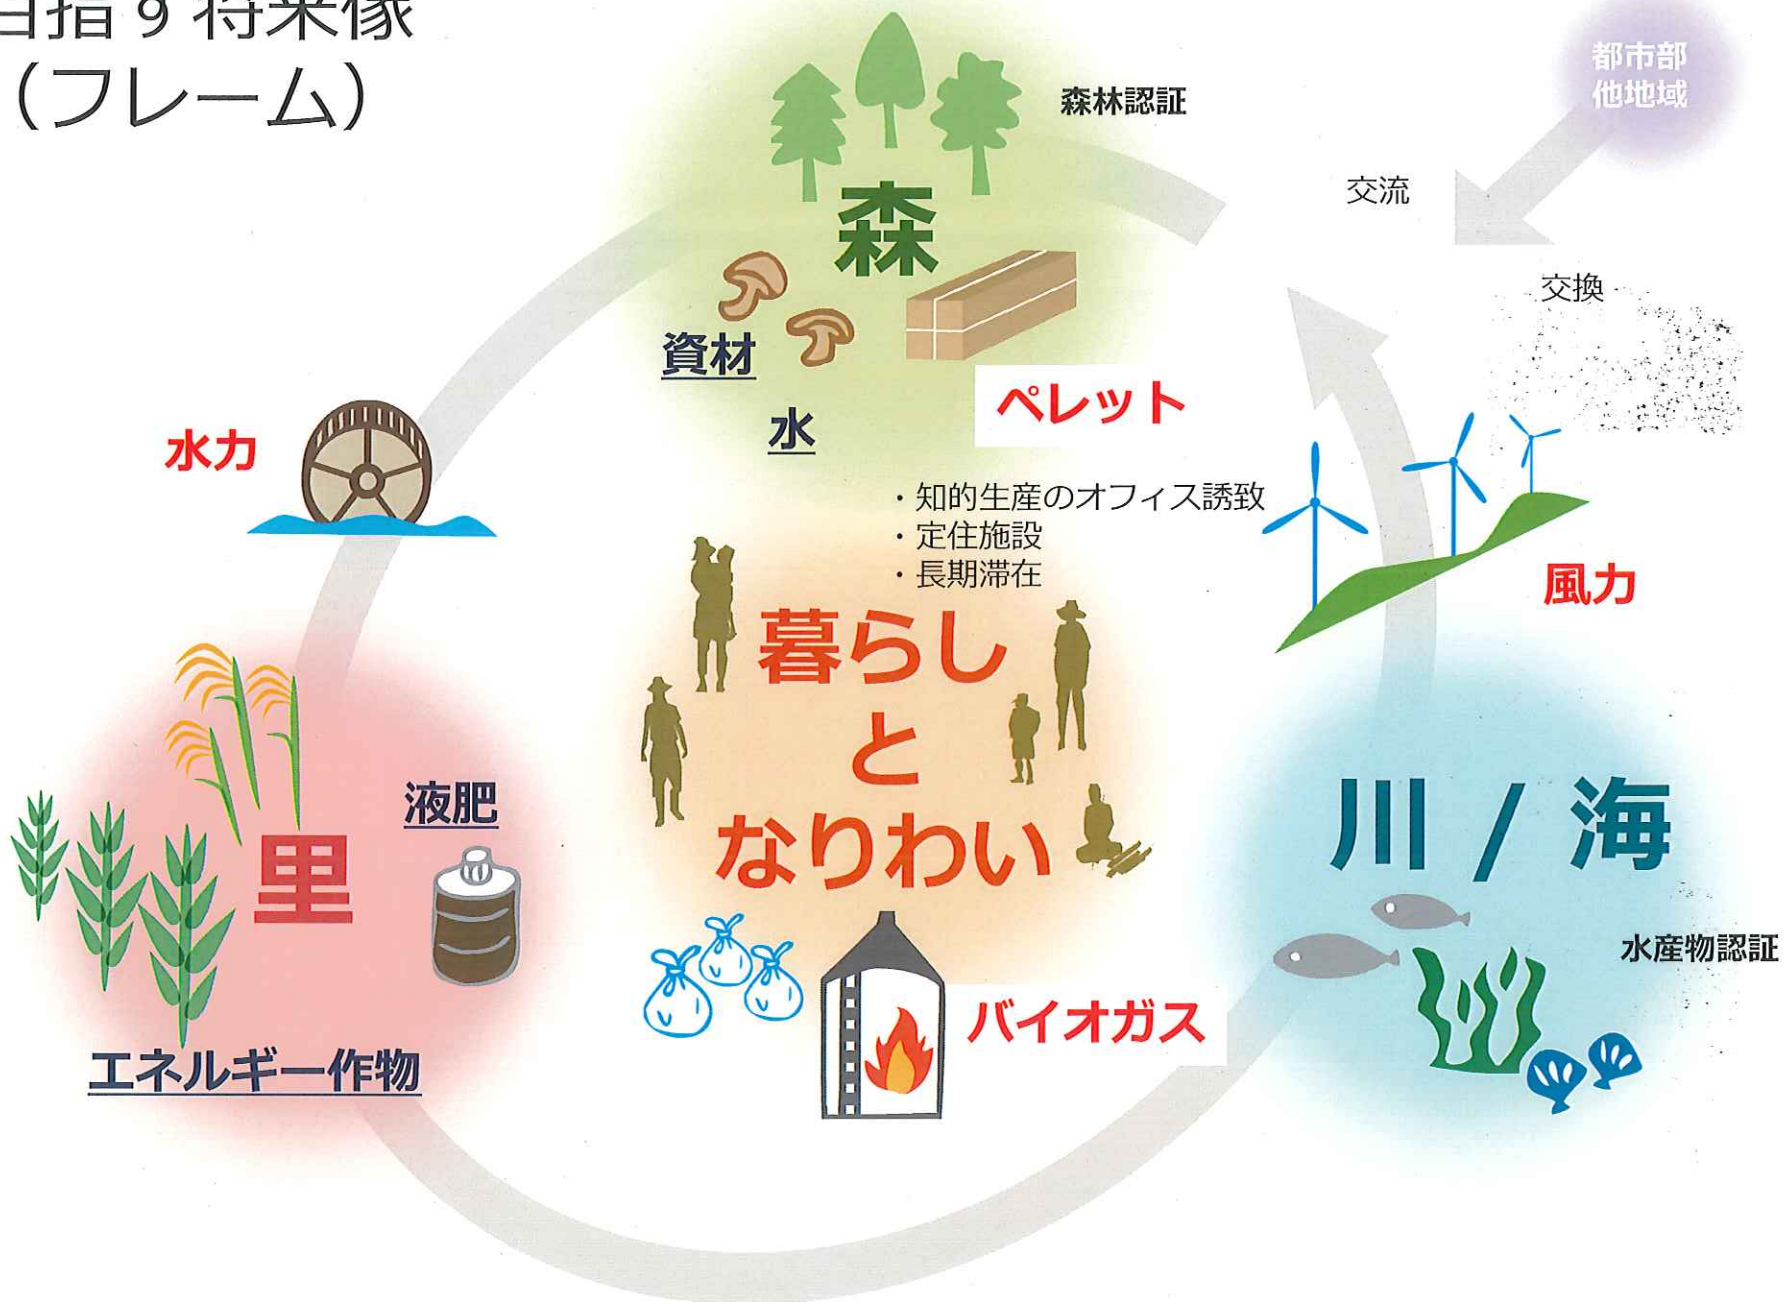 目指す将来像
（フレーム）
都市部
他地域
森林認証
交流
森
交換
資材
ペレット
水
水力
・知的生産のオフィス誘致
・定住施設
・長期滞在
風力
暮らし
と
なりわい
液肥
里
川 / 海
水産物認証
バイオガス
エネルギー作物